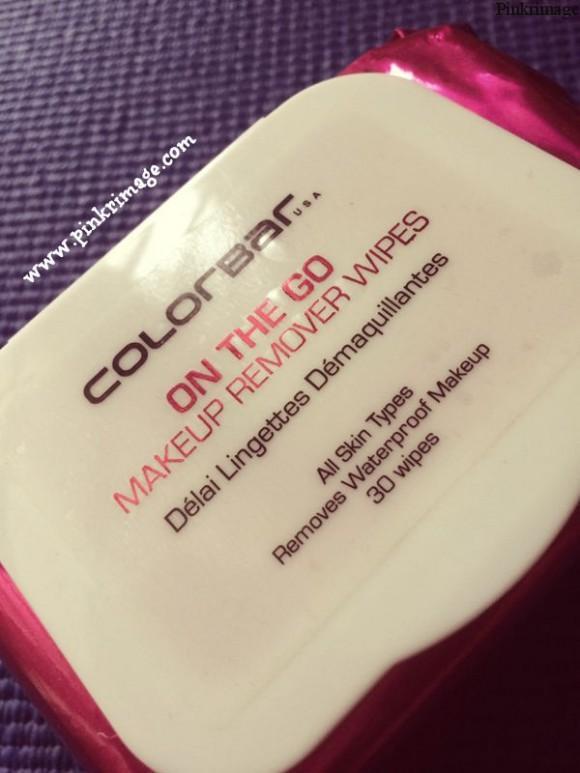 Pinkrimage
www.pinkrimage.com
COLORBAR USA
ON THE GO
MAKEUP REMOVER WIPES
Délai Lingettes Démaquillantes
All Skin Types
Removes Waterproof Makeup
30 wipes